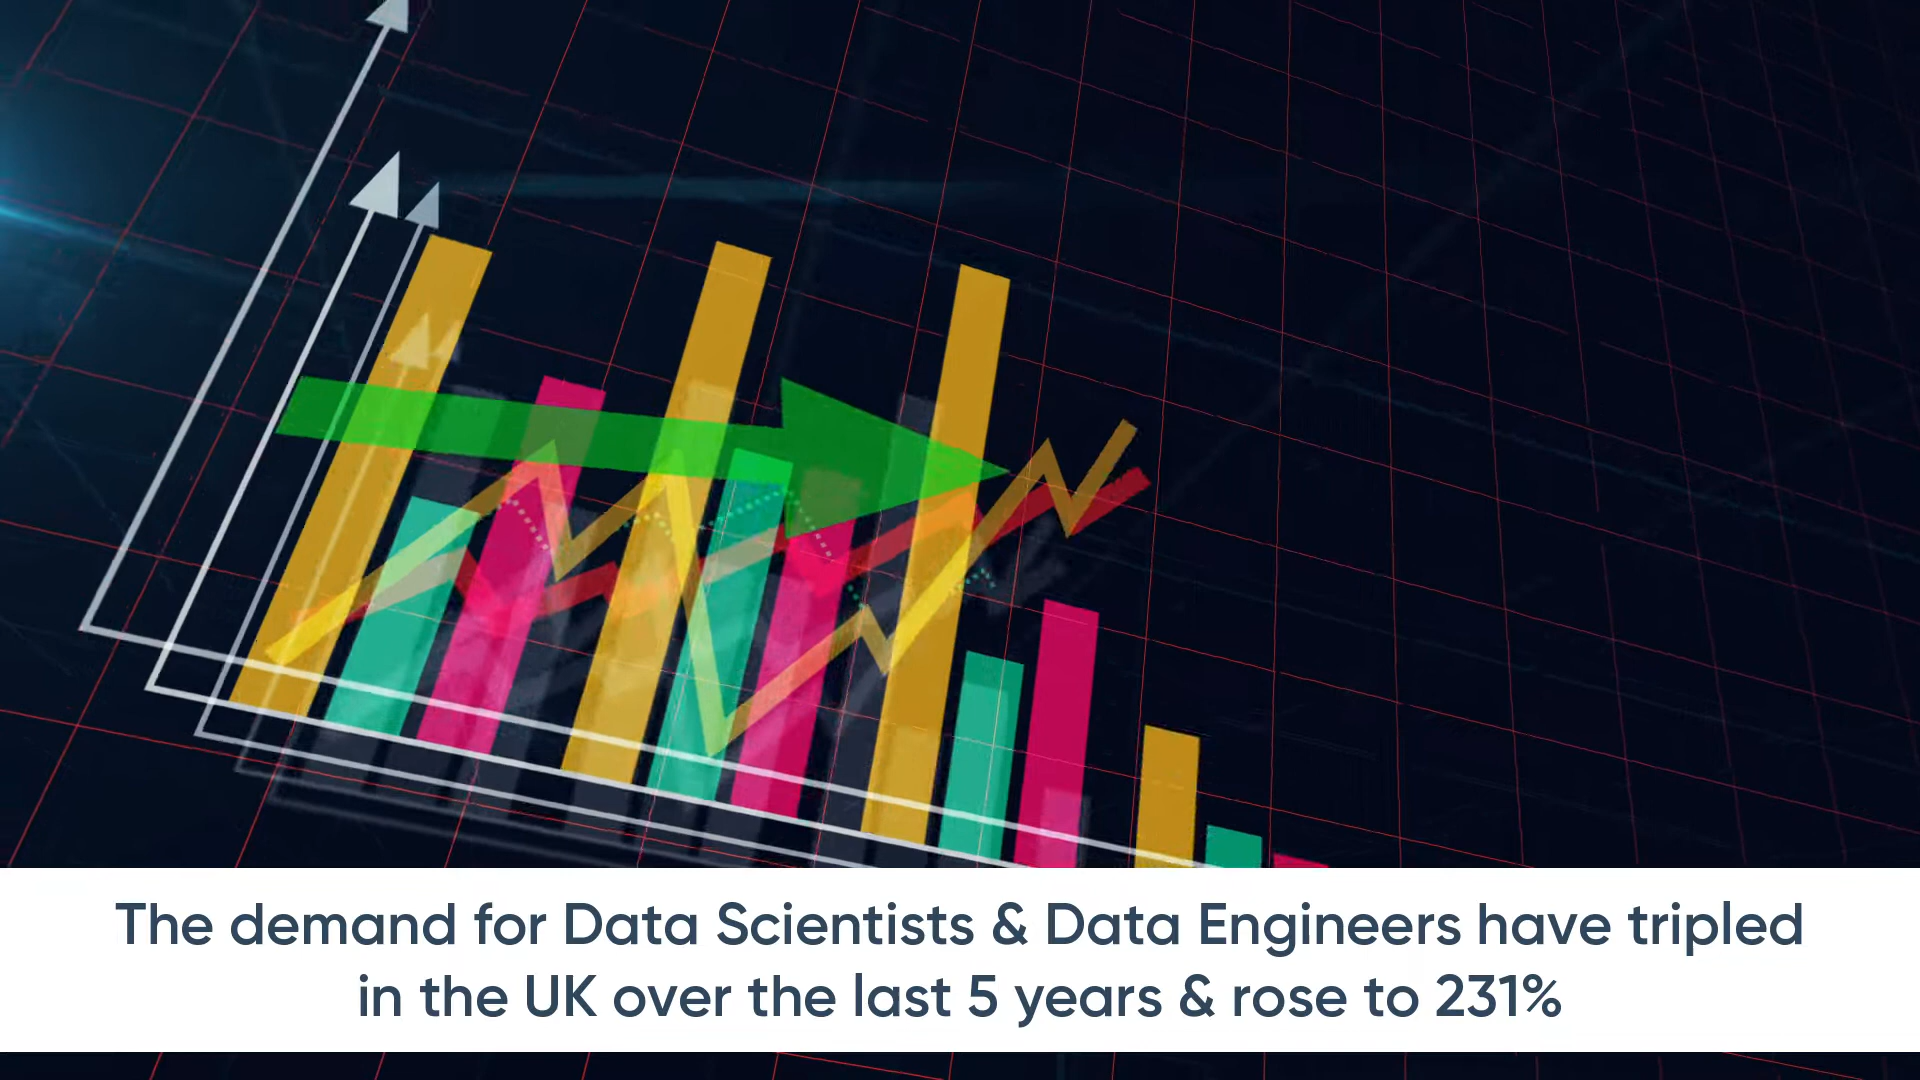 The demand for Data Scientists & Data Engineers have tripled
in the UK over the last 5 years & rose to 231%